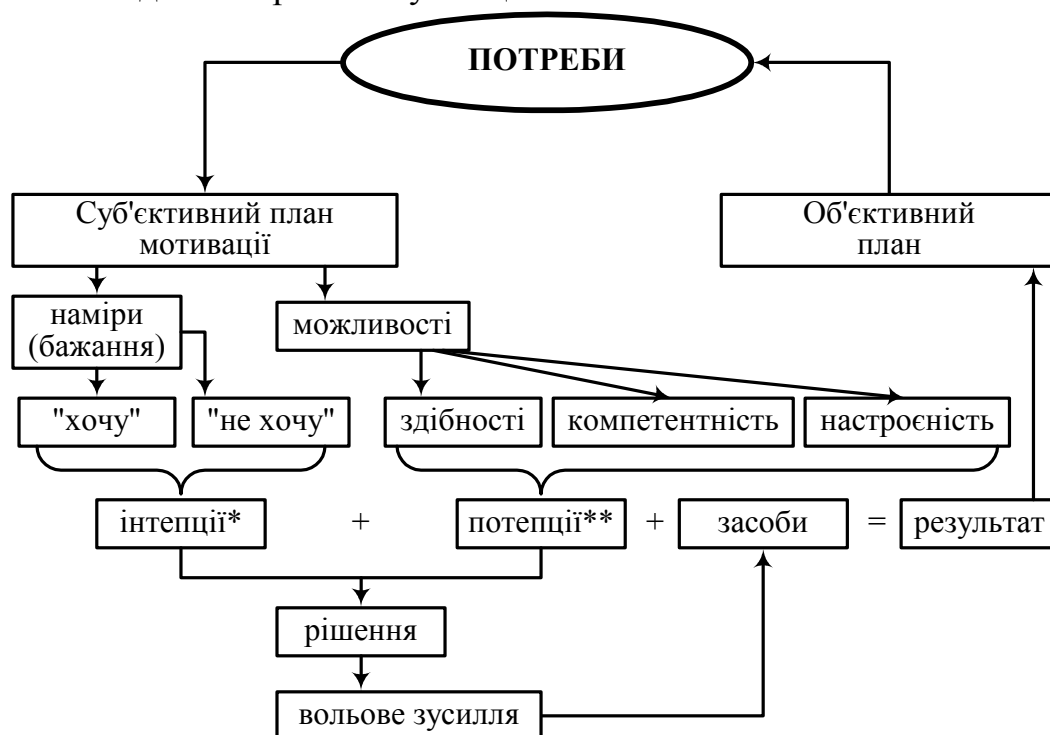 ПОТРЕБИ
Суб'єктивний план
мотивації
Об'єктивний
план
наміри
(бажання)
можливості
"хочу"
"не хочу"
здібності
компетентність
настроєність
інтепції*
+
потепції**
+
засоби
=
результат
рішення
вольове зусилля